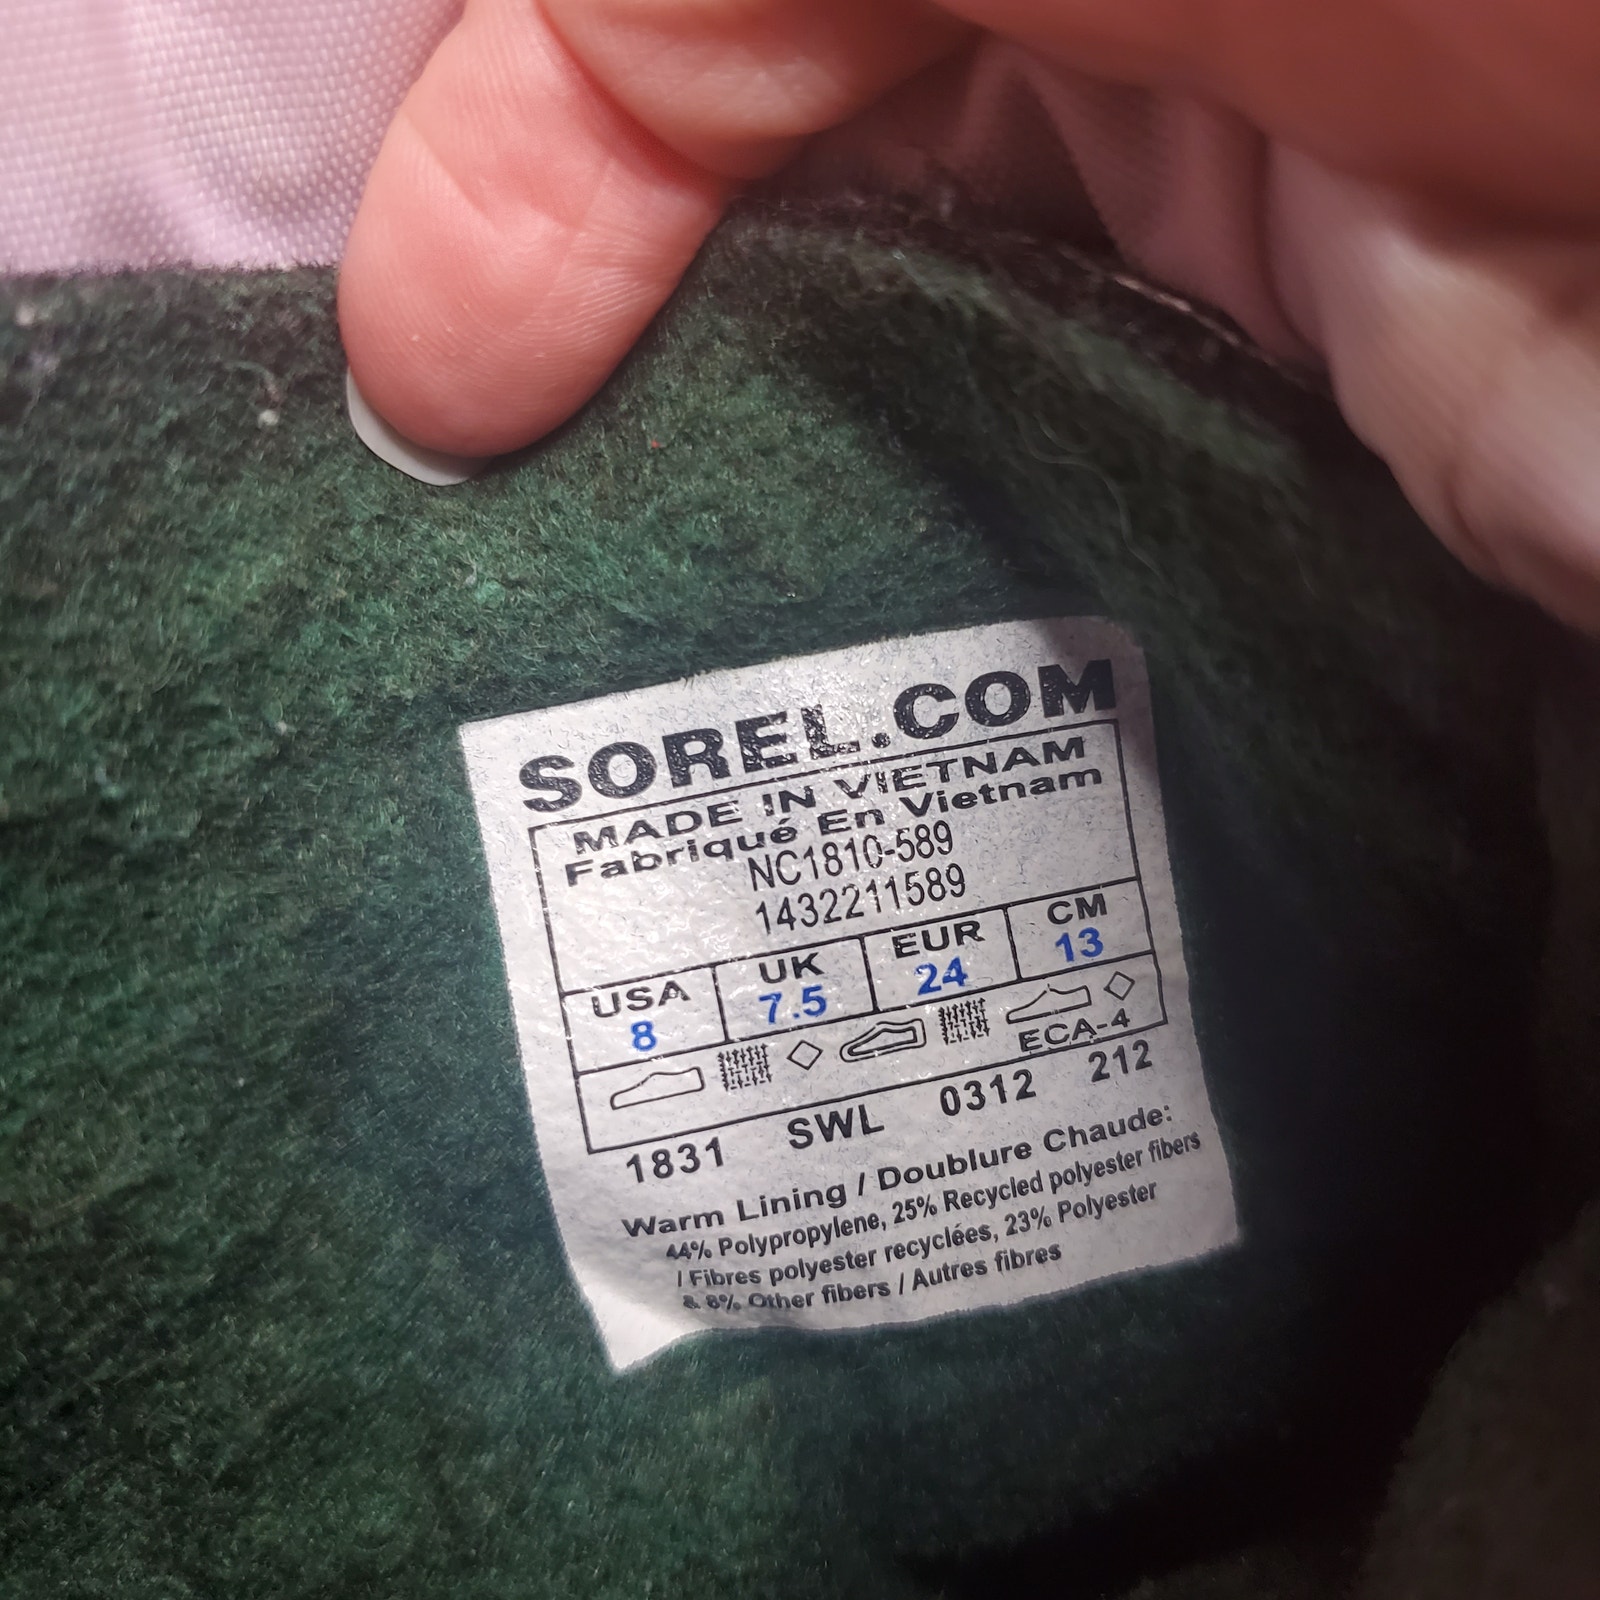 SOREL.COM
MADE IN VIETNAM
Fabriqué En Vietnam
NC1810-589
1432211589
USA UK EUR CM
8 7.5 24 13
ECA-4
1831 SWL 0312 212
Warm Lining / Doublure Chaude:
44% Polypropylene, 25% Recycled polyester fibers
/ Fibres polyester recyclées, 23% Polyester
& 8% Other fibers / Autres fibres